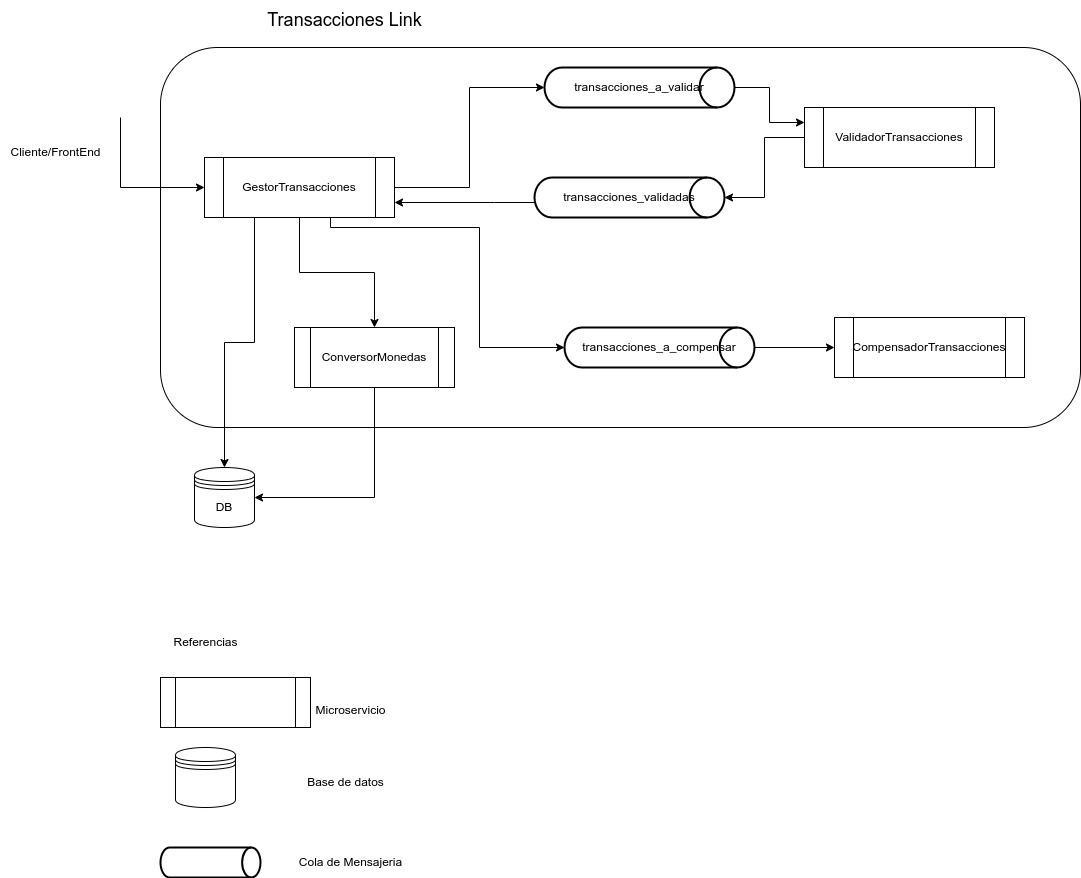 Transacciones Link
transacciones_a_validar
Cliente/FrontEnd
ValidadorTransacciones
GestorTransacciones
transacciones_validadas
ConversorMonedas
transacciones_a_compensar
CompensadorTransacciones
DB
Referencias
Microservicio
Base de datos
Cola de Mensajeria